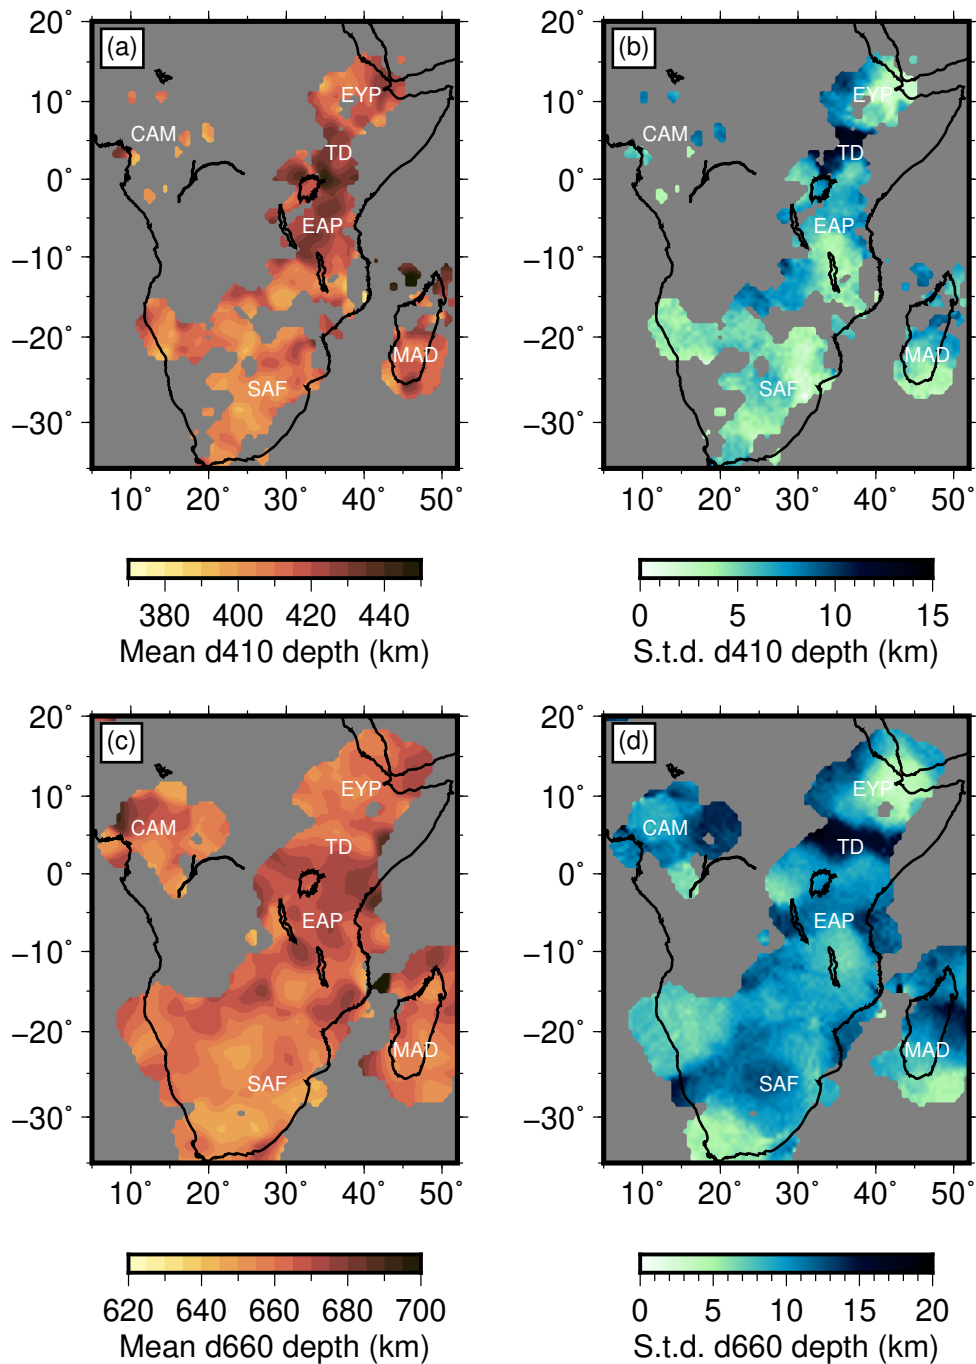 20° 20°
(a) (b)
10° EYP 10° EYP
CAM CAM
TD TD
0° 0°
EAP EAP
−10° −10°
−20° −20°
MAD MAD
SAF SAF
−30° −30°
10° 20° 30° 40° 50° 10° 20° 30° 40° 50°
380 400 420 440 0 5 10 15
Mean d410 depth (km) S.t.d. d410 depth (km)
20° 20°
(c) (d)
10° EYP 10° EYP
CAM CAM
TD TD
0° 0°
EAP EAP
−10° −10°
−20° −20°
MAD MAD
SAF SAF
−30° −30°
10° 20° 30° 40° 50° 10° 20° 30° 40° 50°
620 640 660 680 700 0 5 10 15 20
Mean d660 depth (km) S.t.d. d660 depth (km)